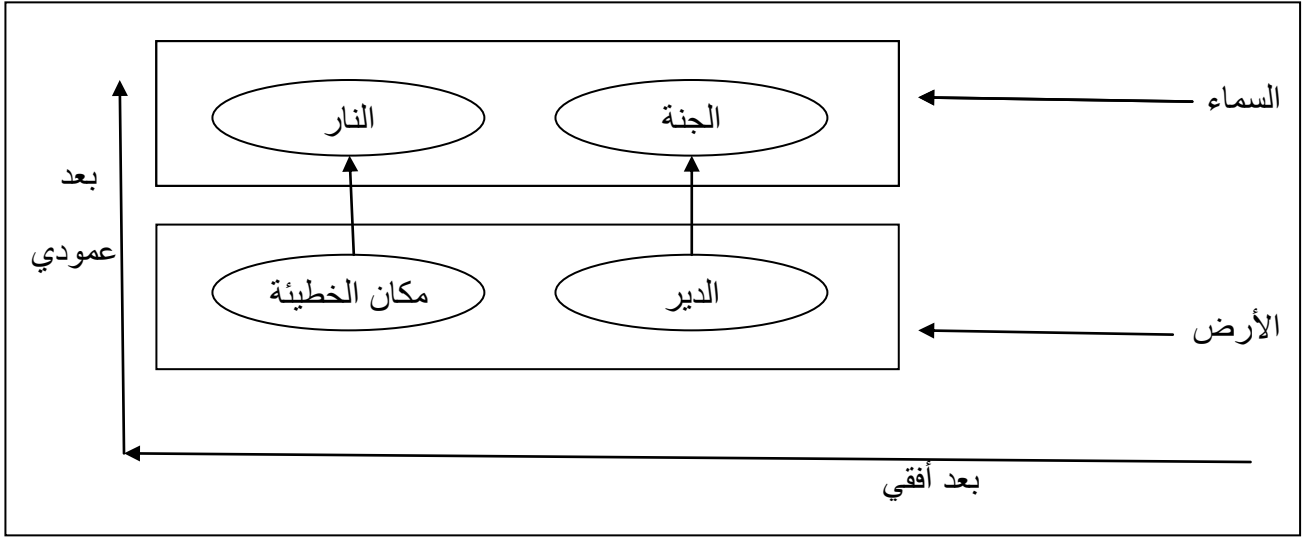 السماء
الجنة
النار
بعد
عمودي
الدير
مكان الخطيئة
الأرض
بعد أفقي